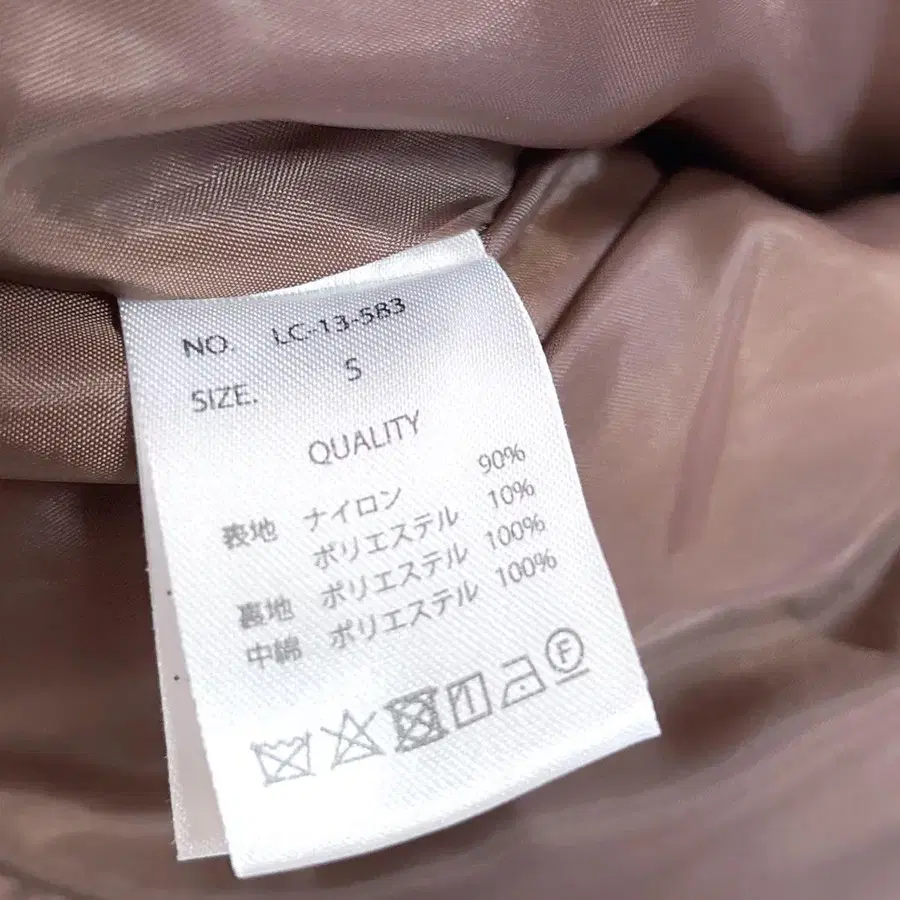 NO. LC-13-583
SIZE. S
QUALITY
表地 ナイロン 90%
ポリエステル 10%
裏地 ポリエステル 100%
中綿 ポリエステル 100%
F